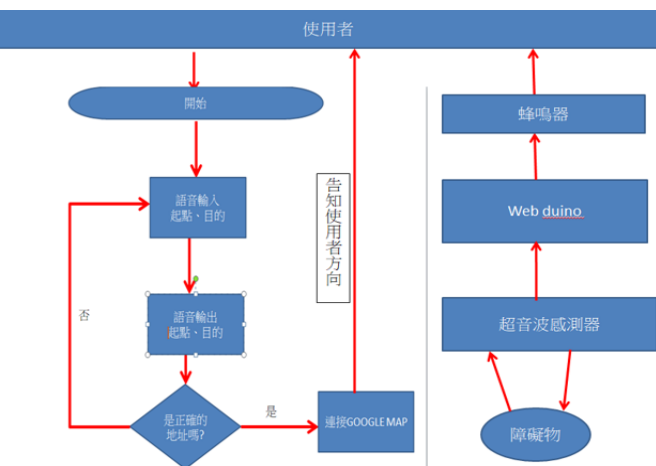 使用者
開始
語音輸入
起點、目的
語音輸出
起點、目的
否
是正確的
地址嗎?
是
連接GOOGLE MAP
告知使用者方向
蜂鳴器
Web duino
超音波感測器
障礙物